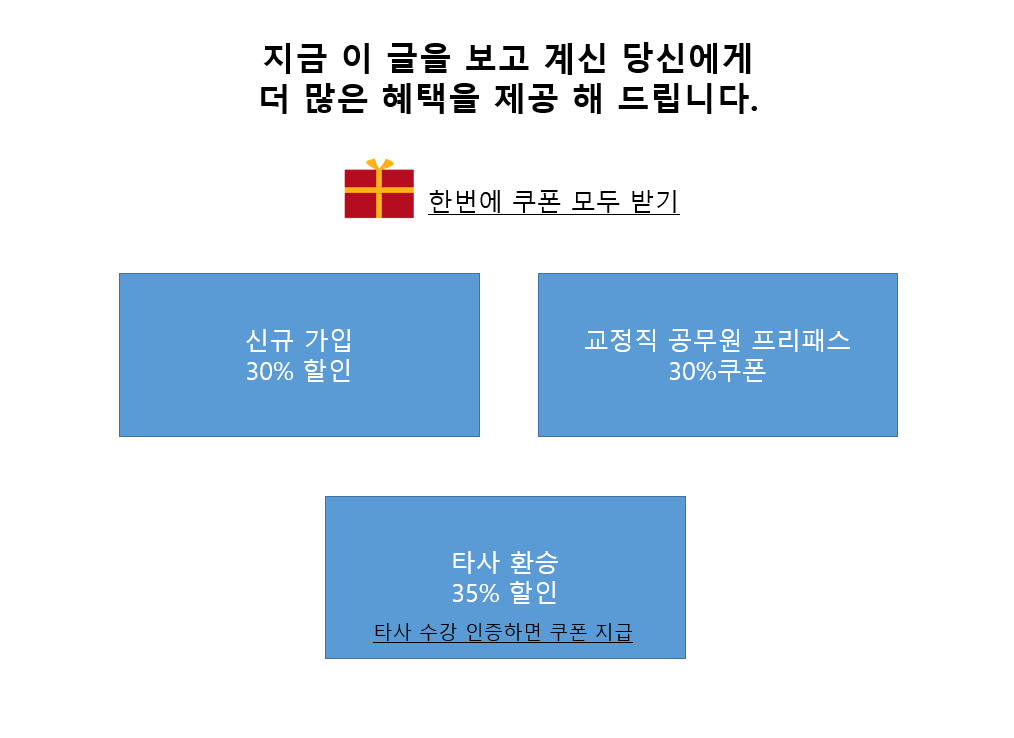 지금 이 글을 보고 계신 당신에게
더 많은 혜택을 제공 해 드립니다.
한번에 쿠폰 모두 받기
신규 가입
30% 할인
교정직 공무원 프리패스
30%쿠폰
타사 환승
35% 할인
타사 수강 인증하면 쿠폰 지급